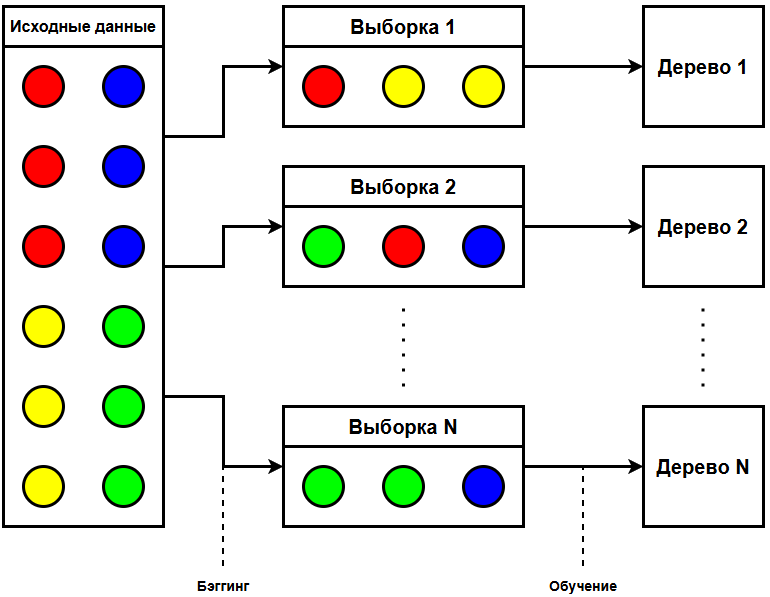 Исходные данные
Выборка 1
Дерево 1
Выборка 2
Дерево 2
Выборка N
Дерево N
Бэггинг
Обучение